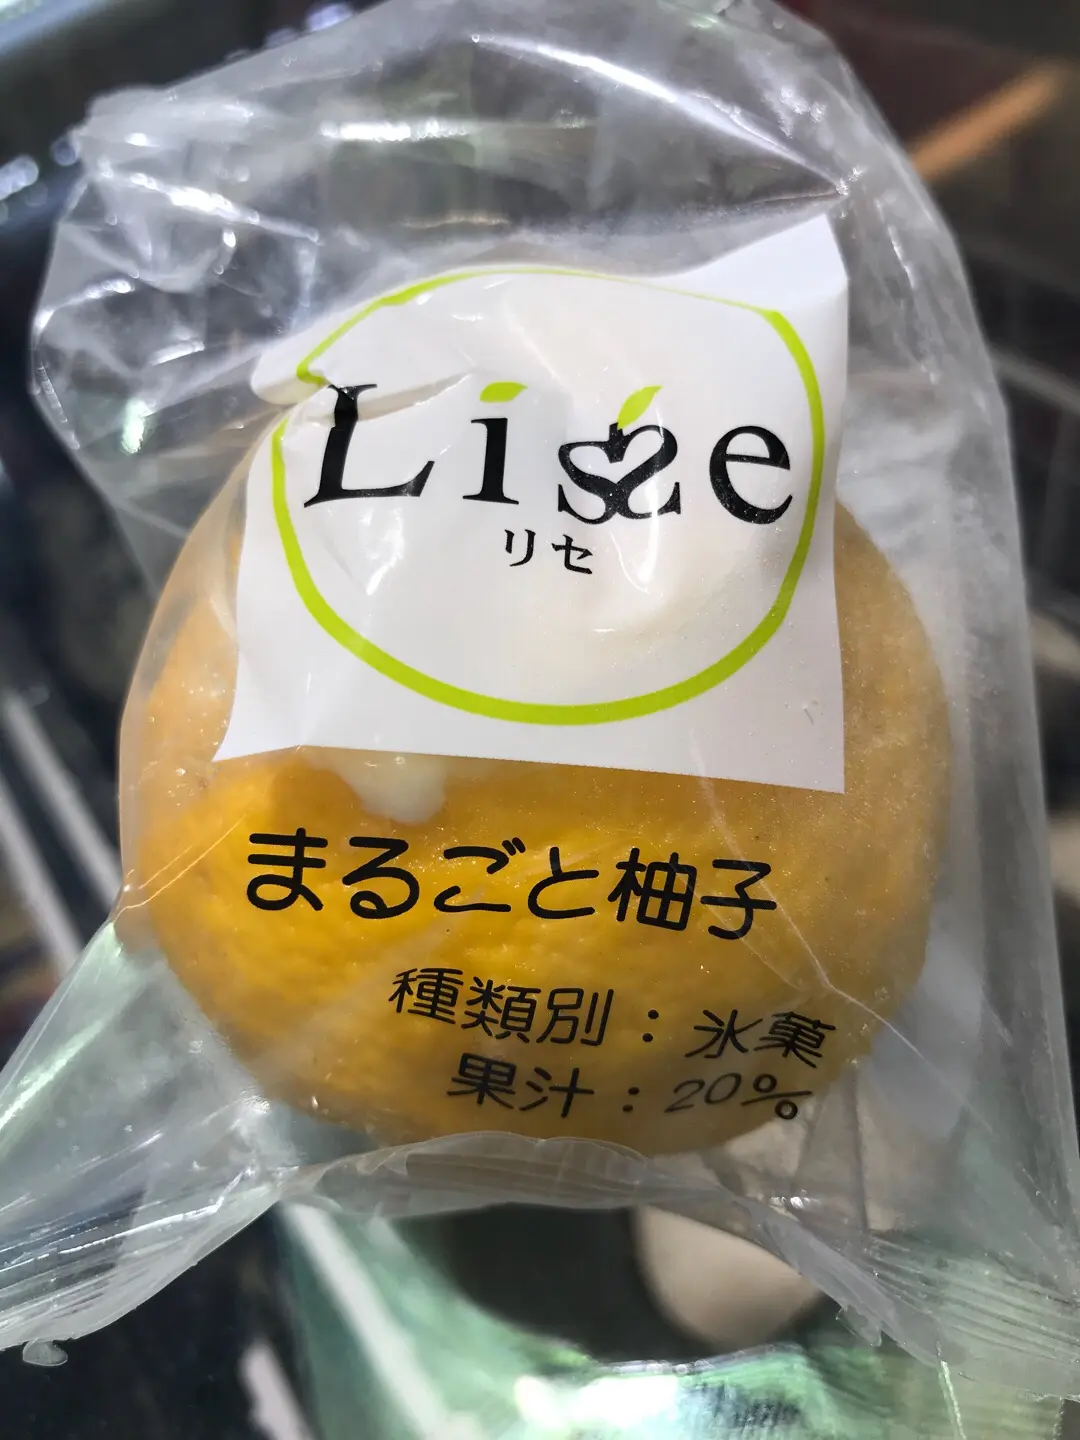 Lisse
リセ
まるごと柚子
種類別：氷菓
果汁：20%